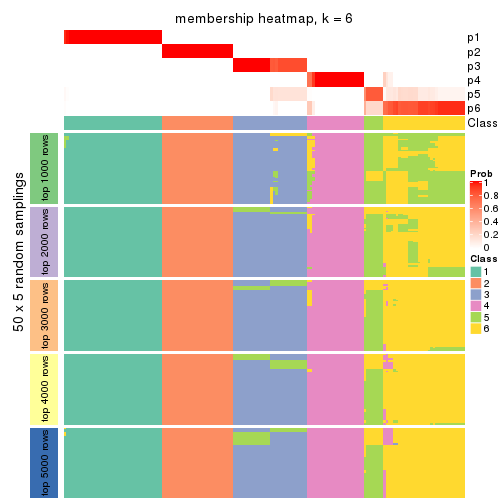 membership heatmap, k = 6
p1
p2
p3
p4
p5
p6
Class
50 x 5 random samplings
top 1000 rows
top 2000 rows
top 3000 rows
top 4000 rows
top 5000 rows
Prob
1
0.8
0.6
0.4
0.2
0
Class
1
2
3
4
5
6